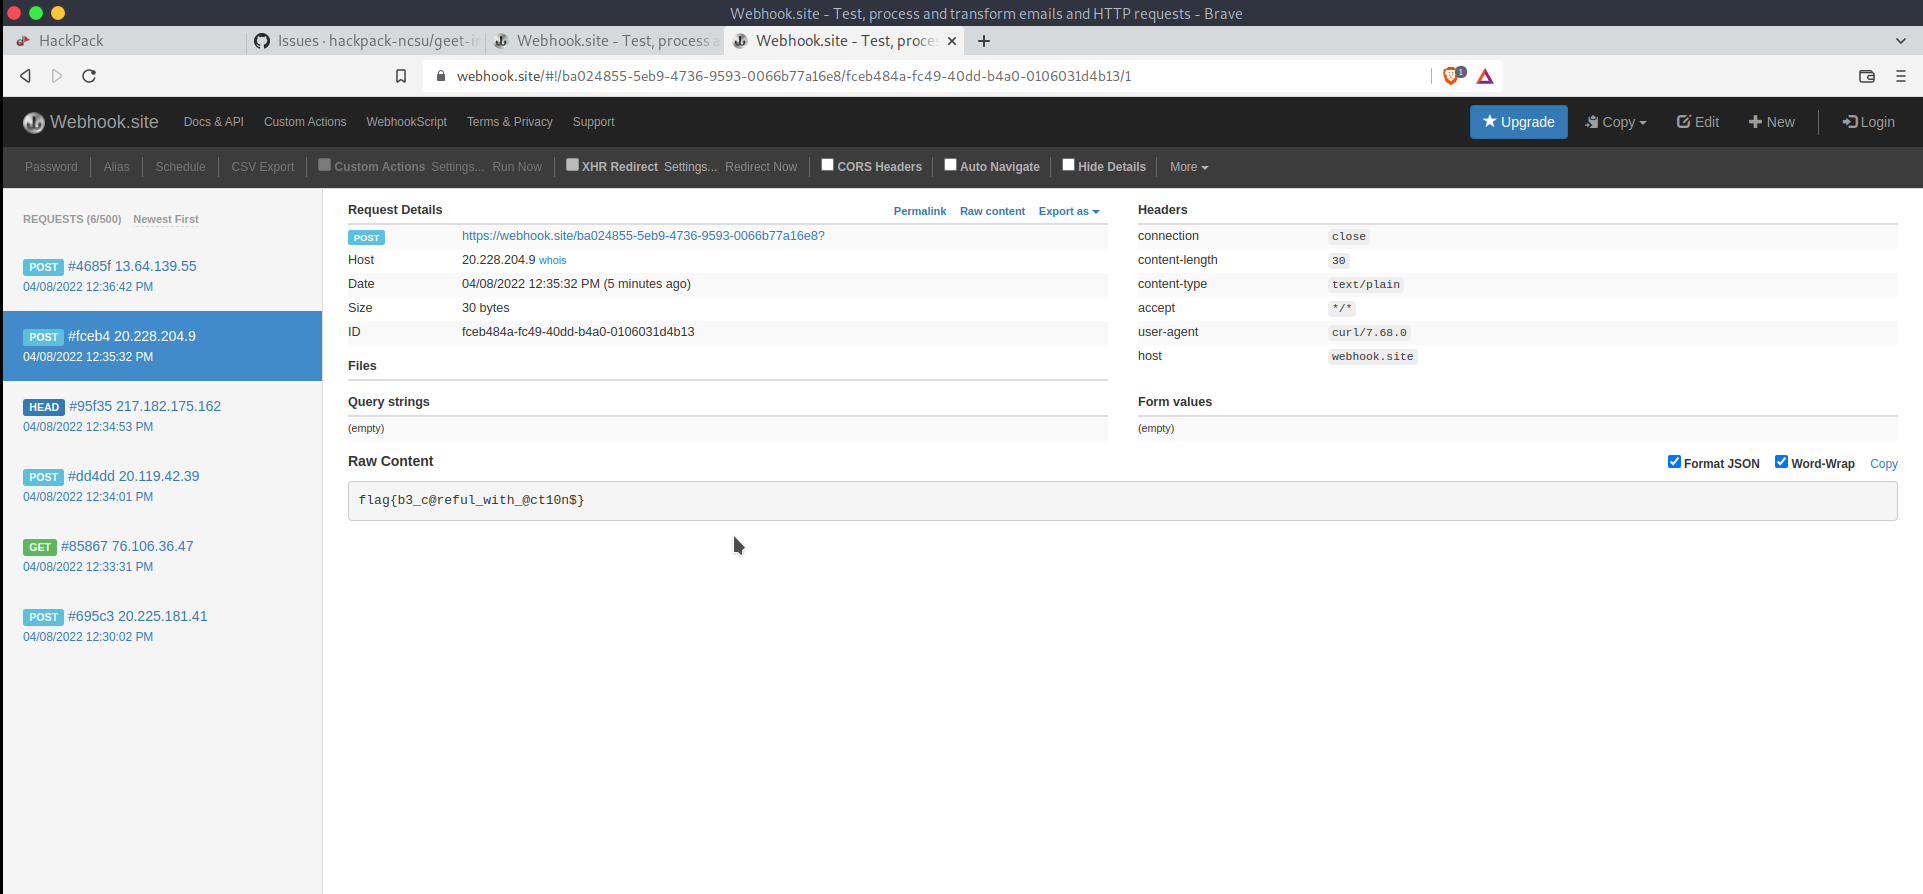 Webhook.site - Test, process and transform emails and HTTP requests - Brave
HackPack
Issues · hackpack-ncsu/geet-i
Webhook.site - Test, process
Webhook.site - Test, proce
webhook.site/#!/ba024855-5eb9-4736-9593-0066b77a16e8/fceb484a-fc49-40dd-b4a0-0106031d4b13/1
1
Webhook.site Docs & API Custom Actions WebhookScript Terms & Privacy Support Upgrade Copy Edit New Login
Password Alias Schedule CSV Export Custom Actions Settings... Run Now XHR Redirect Settings... Redirect Now CORS Headers Auto Navigate Hide Details More
REQUESTS (6/500) Newest First
POST #4685f 13.64.139.55
04/08/2022 12:36:42 PM
POST #fceb4 20.228.204.9
04/08/2022 12:35:32 PM
HEAD #95f35 217.182.175.162
04/08/2022 12:34:53 PM
POST #dd4dd 20.119.42.39
04/08/2022 12:34:01 PM
GET #85867 76.106.36.47
04/08/2022 12:33:31 PM
POST #695c3 20.225.181.41
04/08/2022 12:30:02 PM
Request Details Permalink Raw content Export as
POST https://webhook.site/ba024855-5eb9-4736-9593-0066b77a16e8?
Host 20.228.204.9 whois
Date 04/08/2022 12:35:32 PM (5 minutes ago)
Size 30 bytes
ID fceb484a-fc49-40dd-b4a0-0106031d4b13
Files
Headers
connection close
content-length 30
content-type text/plain
accept */*
user-agent curl/7.68.0
host webhook.site
Query strings
(empty)
Form values
(empty)
Raw Content Format JSON Word-Wrap Copy
flag{b3_c@reful_with_@ct10n$}